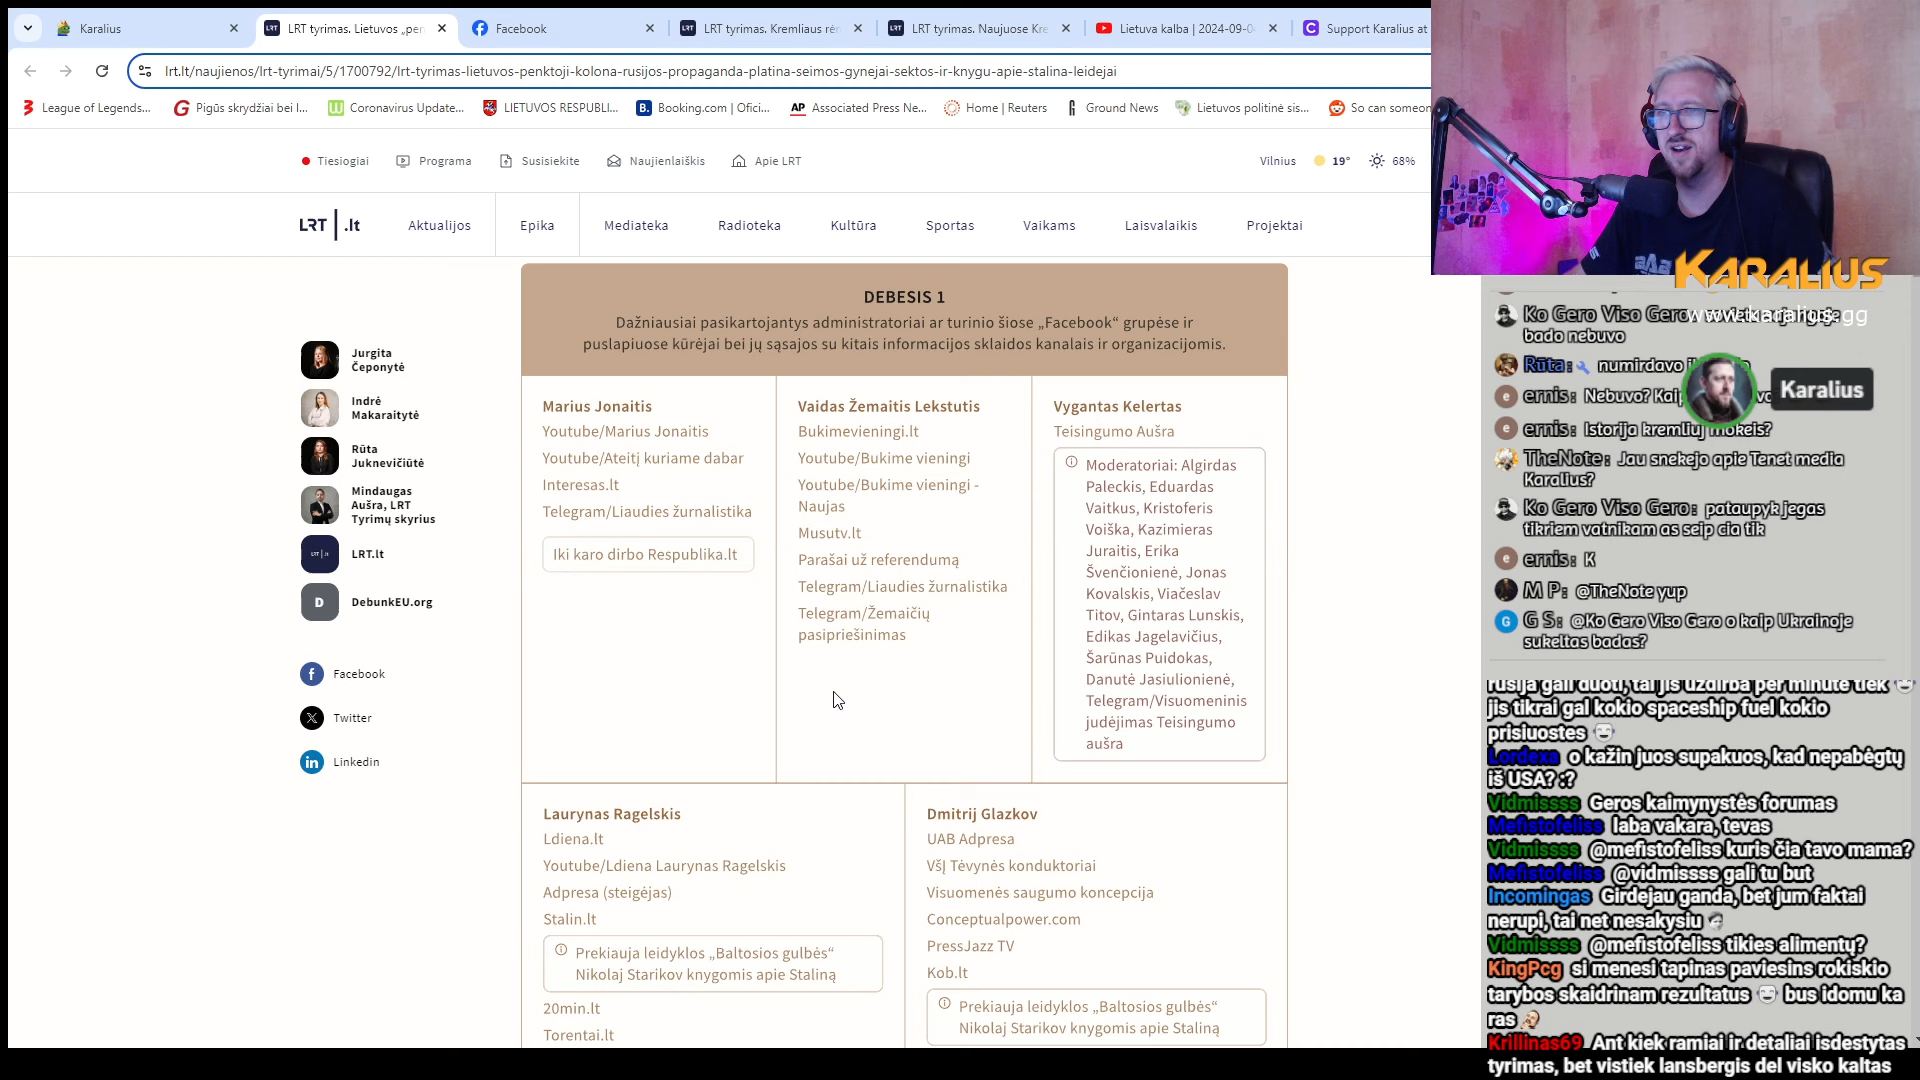 Karalius
LRT tyrimas. Lietuvos „pen
Facebook
LRT tyrimas. Kremliaus rėn
LRT tyrimas. Naujuose Kre
Lietuva kalba | 2024-09-0
Support Karalius at
lrt.lt/naujienos/lrt-tyrimai/5/1700792/lrt-tyrimas-lietuvos-penktoji-kolona-rusijos-propaganda-platina-seimos-gynejai-sektos-ir-knygu-apie-stalina-leidejai
League of Legends...
Pigūs skrydžiai bei l...
Coronavirus Update...
LIETUVOS RESPUBLI...
Booking.com | Ofici...
AP
Associated Press Ne...
Home | Reuters
Ground News
Lietuvos politinė sis...
So can someon
Tiesiogiai
Programa
Susisiekite
Naujienlaiškis
Apie LRT
Vilnius
19°
68%
LRT .lt
Aktualijos
Epika
Mediateka
Radioteka
Kultūra
Sportas
Vaikams
Laisvalaikis
Projektai
Jurgita
Čeponytė
Indrė
Makaraitytė
Rūta
Juknevičiūtė
Mindaugas
Aušra, LRT
Tyrimų skyrius
LRT.lt
D
DebunkEU.org
Facebook
Twitter
Linkedin
DEBESIS 1
Dažniausiai pasikartojantys administratoriai ar turinio šiose „Facebook“ grupėse ir
puslapiuose kūrėjai bei jų sąsajos su kitais informacijos sklaidos kanalais ir organizacijomis.
Marius Jonaitis
Youtube/Marius Jonaitis
Youtube/Ateitį kuriame dabar
Interesas.lt
Telegram/Liaudies žurnalistika
Iki karo dirbo Respublika.lt
Vaidas Žemaitis Lekstutis
Bukimevieningi.lt
Youtube/Bukime vieningi
Youtube/Bukime vieningi -
Naujas
Musutv.lt
Parašai už referendumą
Telegram/Liaudies žurnalistika
Telegram/Žemaičių
pasipriešinimas
Vygantas Kelertas
Teisingumo Aušra
Moderatoriai: Algirdas
Paleckis, Eduardas
Vaitkus, Kristoferis
Voiška, Kazimieras
Juraitis, Erika
Švenčionienė, Jonas
Kovalskis, Viačeslav
Titov, Gintaras Lunskis,
Edikas Jagelavičius,
Šarūnas Puidokas,
Danutė Jasiulionienė,
Telegram/Visuomeninis
judėjimas Teisingumo
aušra
Laurynas Ragelskis
Ldiena.lt
Youtube/Ldiena Laurynas Ragelskis
Adpresa (steigėjas)
Stalin.lt
Prekiauja leidyklos „Baltosios gulbės“
Nikolaj Starikov knygomis apie Staliną
20min.lt
Torentai.lt
Dmitrij Glazkov
UAB Adpresa
VšĮ Tėvynės konduktoriai
Visuomenės saugumo koncepcija
Conceptualpower.com
PressJazz TV
Kob.lt
Prekiauja leidyklos „Baltosios gulbės“
Nikolaj Starikov knygomis apie Staliną
KARALIUS
www.karalius.gg
Ko Gero Viso Gero:
bado nebuvo
Rūta: numirdavo
ernis: Nebuvo?
Karalius
ernis: Istorija kremliuj mokeis?
TheNote: Jau snekejo apie Tenet media
Karalius?
Ko Gero Viso Gero: pataupyk jegas
tikriem vatnikam as seip cia tik
ernis: K
M P: @TheNote yup
G S: @Ko Gero Viso Gero o kaip Ukrainoje
sukeltas badas?
rusija gali duoti, tai jis uzdirba per minute tiek
jis tikrai gal kokio spaceship fuel kokio
prisiuostes
Lordexa o kažin juos supakuos, kad nepabėgtų
iš USA? :?
Vidmissss Geros kaimynystės forumas
Mefistofeliss laba vakara, tevas
Vidmissss @mefistofeliss kuris čia tavo mama?
Mefistofeliss @vidmissss gali tu but
Incomingas Girdejau ganda, bet jum faktai
nerupi, tai net nesakysiu
Vidmissss @mefistofeliss tikies alimentų?
KingPcg si menesi tapinas paviesins rokiskio
tarybos skaidrinam rezultatus bus idomu ka
ras
Krillinas69 Ant kiek ramiai ir detaliai isdestytas
tyrimas, bet vistiek lansbergis del visko kaltas